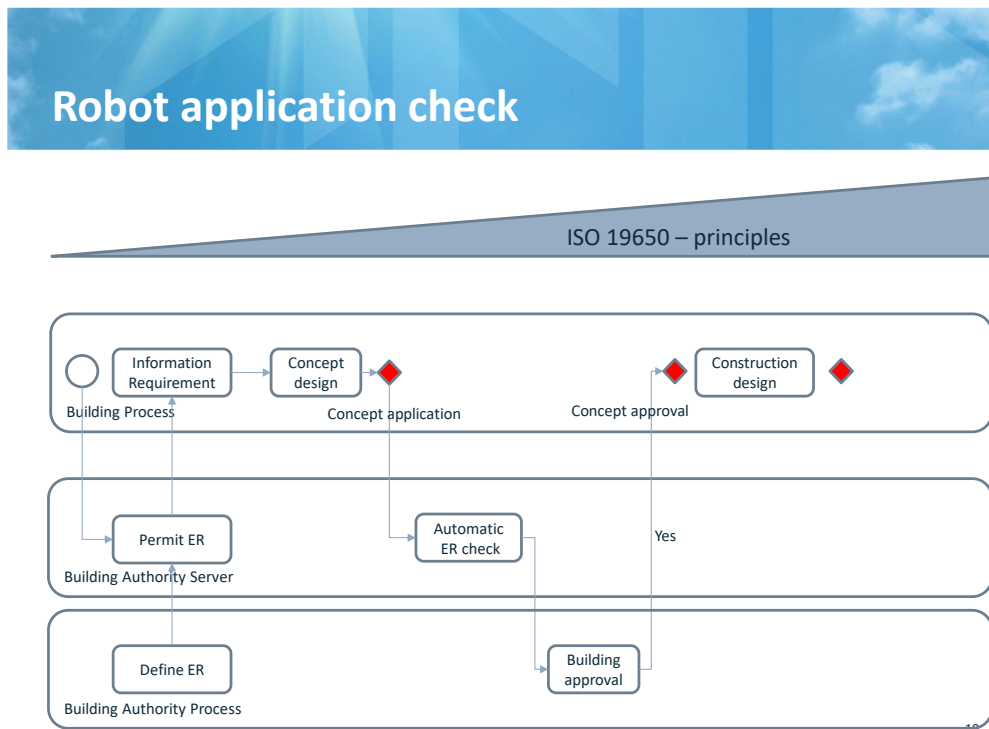 Robot application check
ISO 19650 – principles
Information
Requirement
Concept
design
Construction
design
Building Process
Concept application
Concept approval
Permit ER
Automatic
ER check
Yes
Building Authority Server
Define ER
Building
approval
Building Authority Process